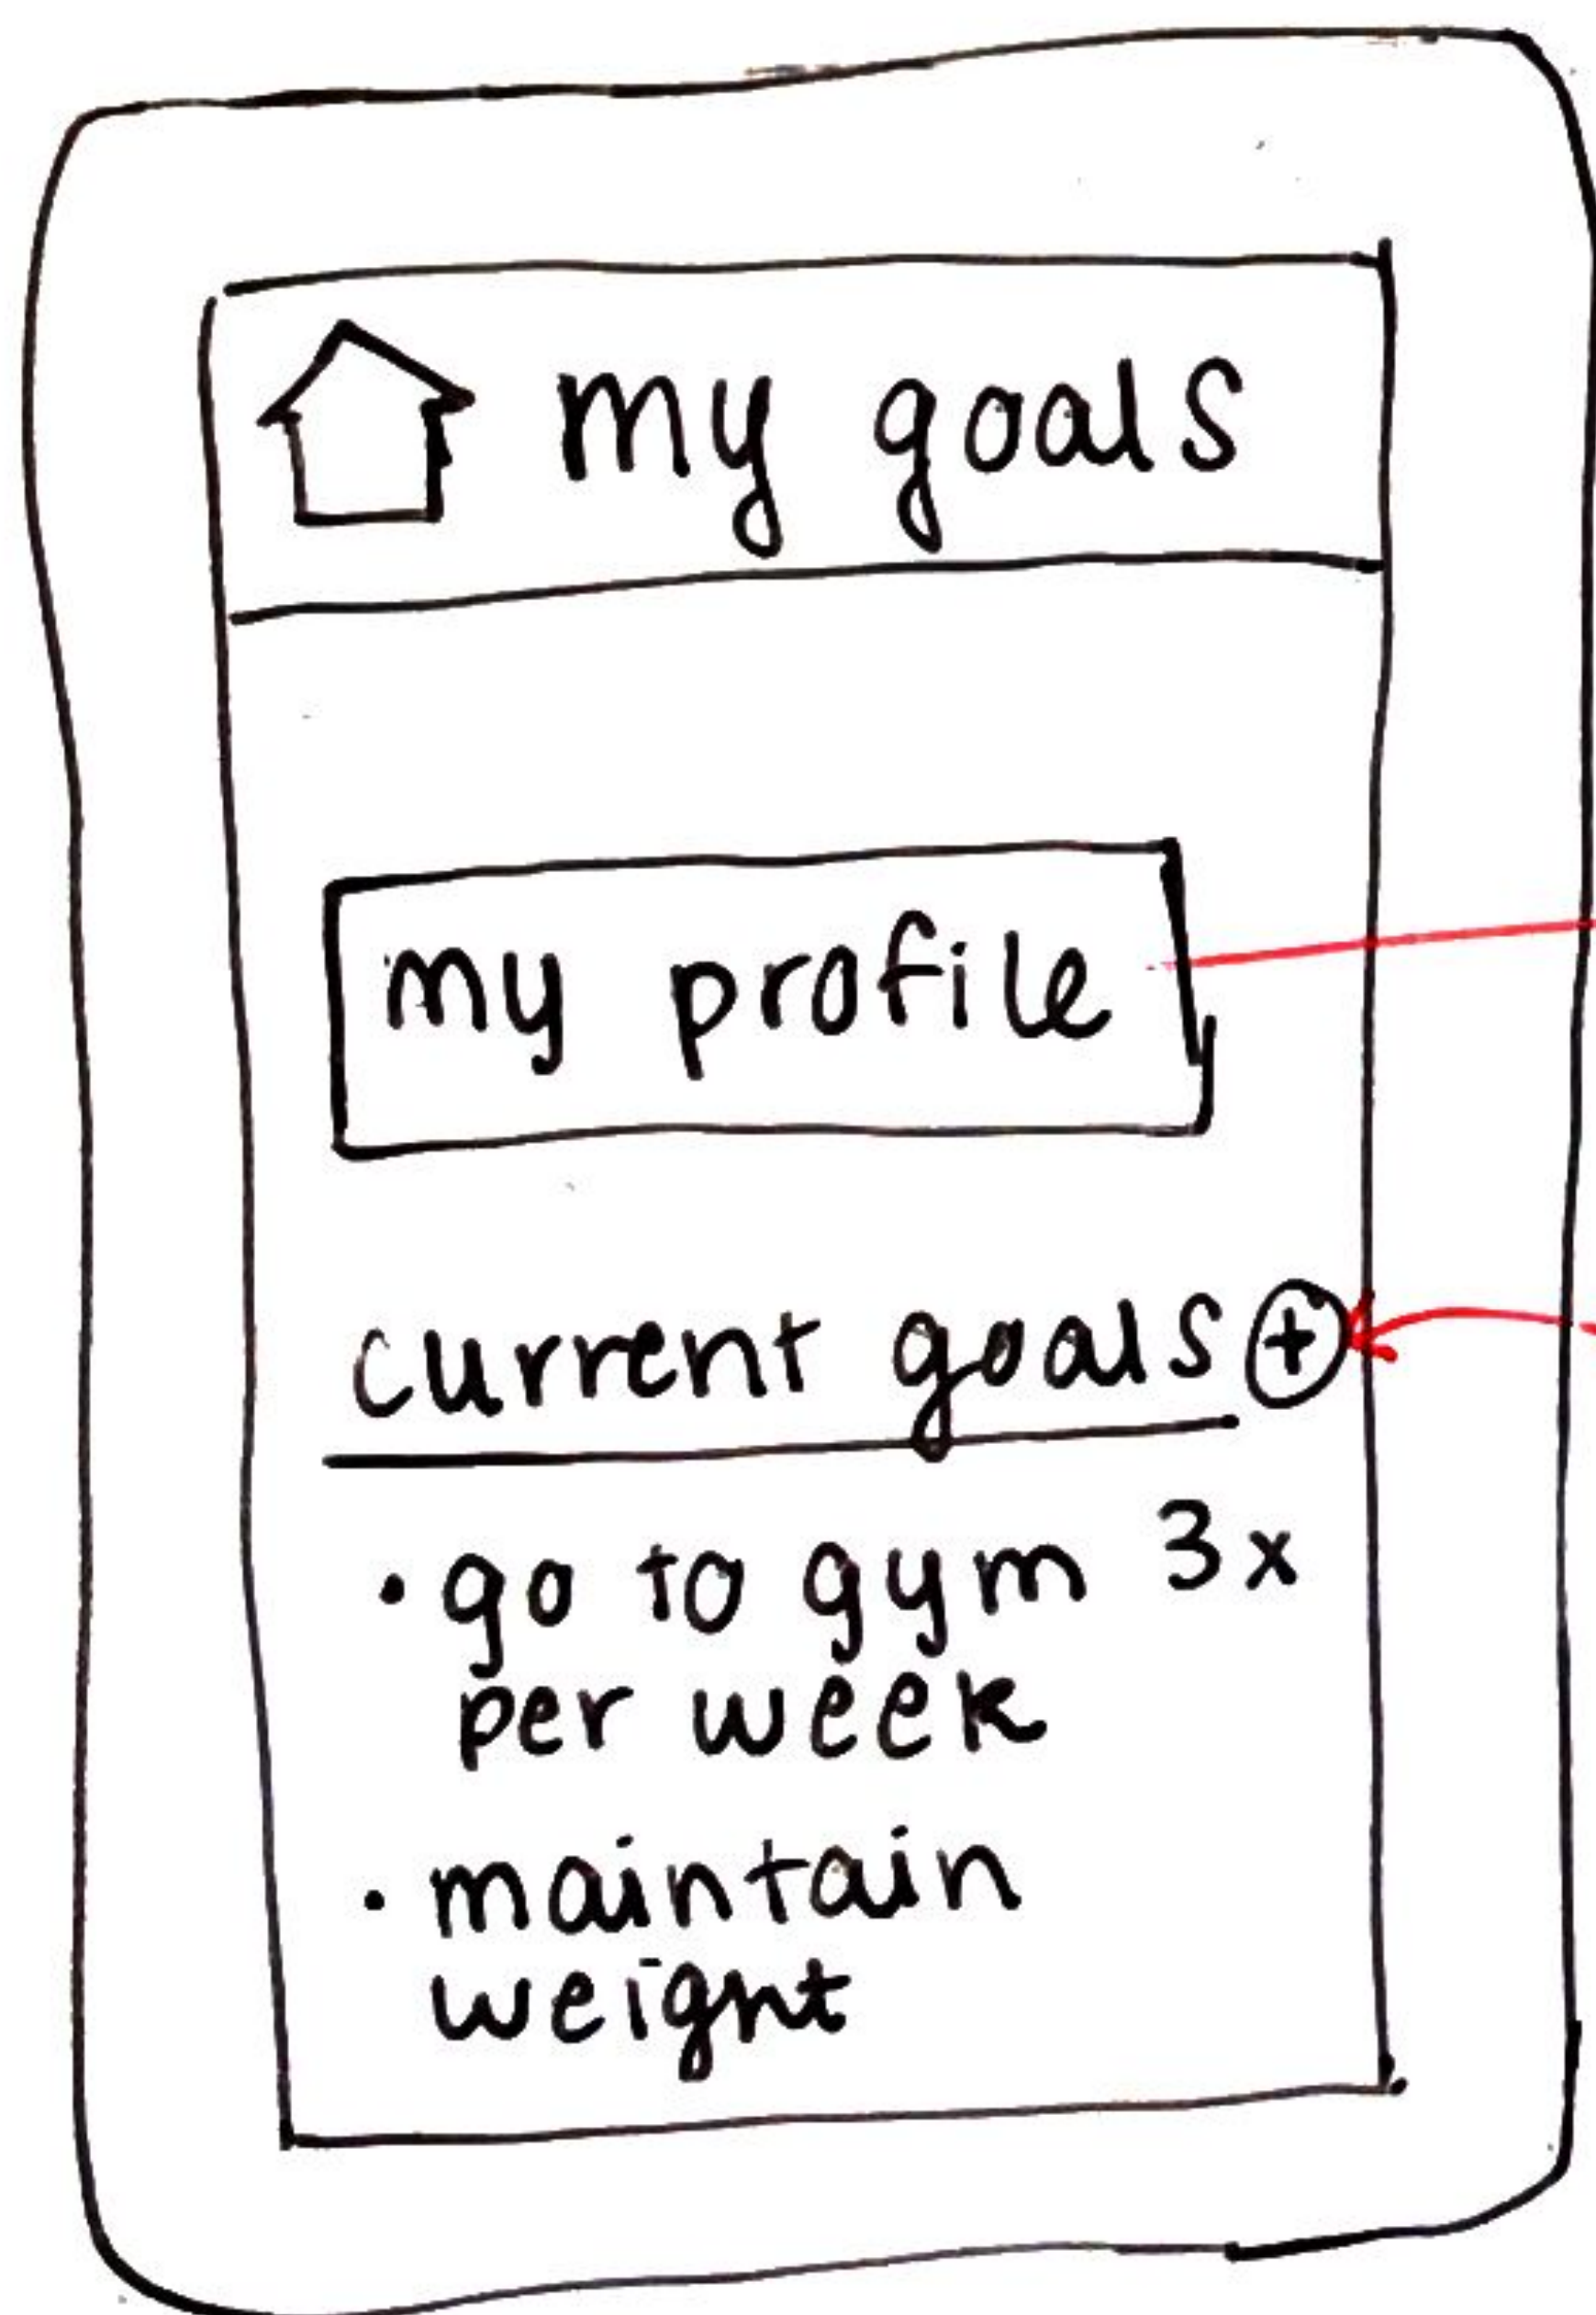 my goals
my profile
current goals +
• go to gym 3x
per week
• maintain
weight